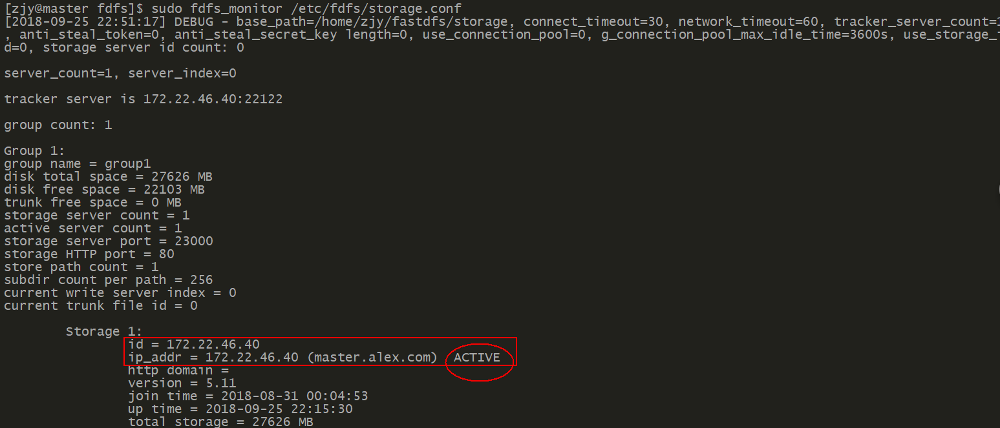 [zjy@master fdfs]$ sudo fdfs_monitor /etc/fdfs/storage.conf
[2018-09-25 22:51:17] DEBUG - base_path=/home/zjy/fastdfs/storage, connect_timeout=30, network_timeout=60, tracker_server_count=1
, anti_steal_token=0, anti_steal_secret_key length=0, use_connection_pool=0, g_connection_pool_max_idle_time=3600s, use_storage_
d=0, storage server id count: 0
server_count=1, server_index=0
tracker server is 172.22.46.40:22122
group count: 1
Group 1:
group name = group1
disk total space = 27626 MB
disk free space = 22103 MB
trunk free space = 0 MB
storage server count = 1
active server count = 1
storage server port = 23000
storage HTTP port = 80
store path count = 1
subdir count per path = 256
current write server index = 0
current trunk file id = 0
Storage 1:
id = 172.22.46.40
ip_addr = 172.22.46.40 (master.alex.com) ACTIVE
http domain =
version = 5.11
join time = 2018-08-31 00:04:53
up time = 2018-09-25 22:15:30
total storage = 27626 MB